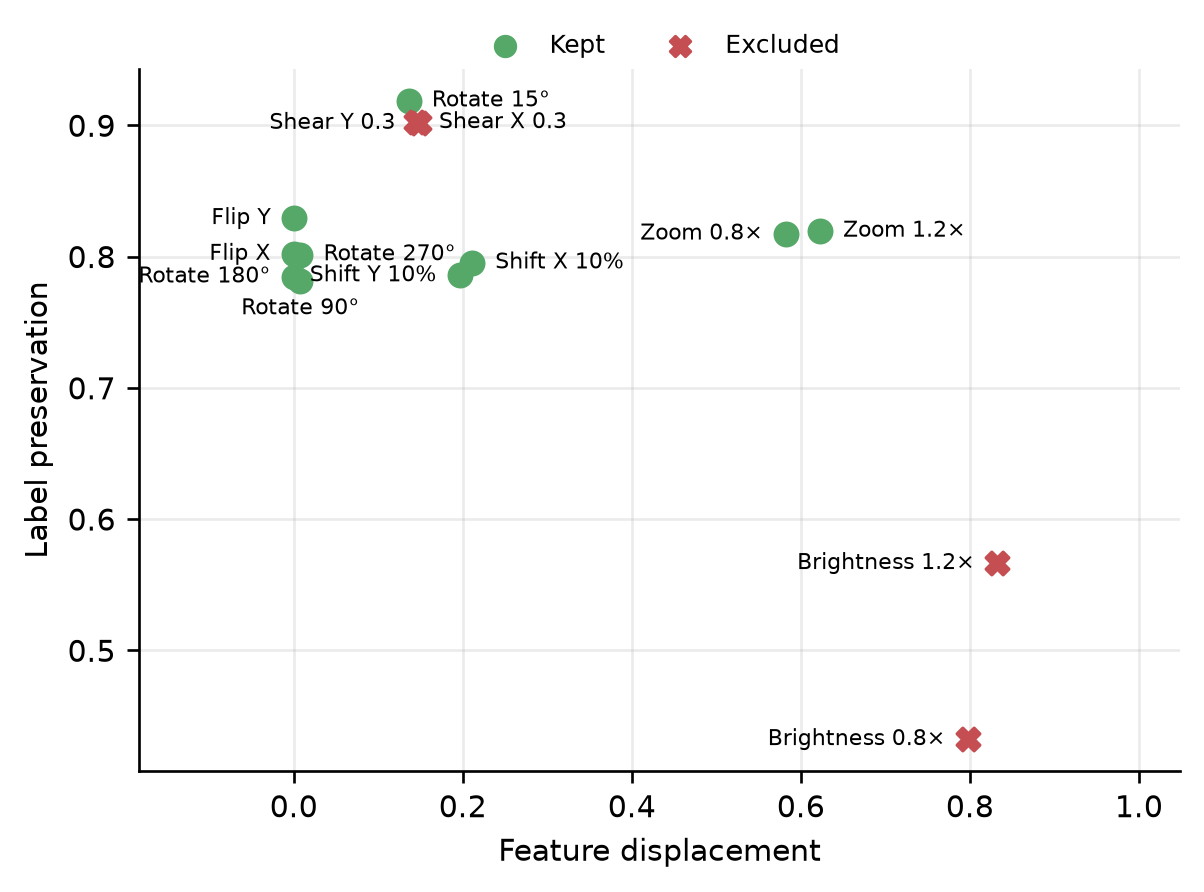 Kept Excluded
Rotate 15°
Shear Y 0.3 Shear X 0.3
Flip Y
Zoom 0.8× Zoom 1.2×
Flip X Rotate 270°
Shift X 10%
Rotate 180° Shift Y 10%
Rotate 90°
Brightness 1.2×
Brightness 0.8×
0.9
0.8
0.7
0.6
0.5
Label preservation
0.0 0.2 0.4 0.6 0.8 1.0
Feature displacement